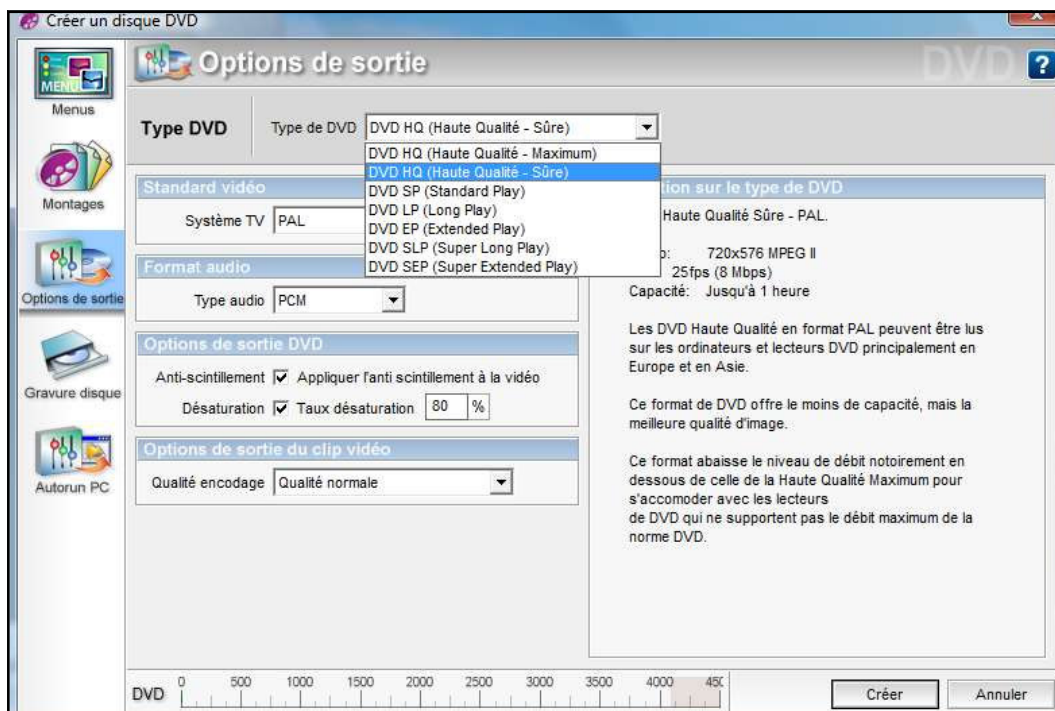 Créer un disque DVD
Options de sortie
DVD
?
MENU
Menus
Montages
Options de sortie
Gravure disque
Autorun PC
Type DVD
Type de DVD DVD HQ (Haute Qualité - Sûre)
DVD HQ (Haute Qualité - Maximum)
DVD HQ (Haute Qualité - Sûre)
DVD SP (Standard Play)
DVD LP (Long Play)
DVD EP (Extended Play)
DVD SLP (Super Long Play)
DVD SEP (Super Extended Play)
Standard vidéo
Système TV PAL
Format audio
Type audio PCM
Options de sortie DVD
Anti-scintillement Appliquer l'anti scintillement à la vidéo
Désaturation Taux désaturation 80 %
Options de sortie du clip vidéo
Qualité encodage Qualité normale
sur le type de DVD
Haute Qualité Sûre - PAL.
720x576 MPEG II
25fps (8 Mbps)
Capacité: Jusqu'à 1 heure
Les DVD Haute Qualité en format PAL peuvent être lus
sur les ordinateurs et lecteurs DVD principalement en
Europe et en Asie.
Ce format de DVD offre le moins de capacité, mais la
meilleure qualité d'image.
Ce format abaisse le niveau de débit notoirement en
dessous de celle de la Haute Qualité Maximum pour
s'accomoder avec les lecteurs
de DVD qui ne supportent pas le débit maximum de la
norme DVD.
DVD 0 500 1000 1500 2000 2500 3000 3500 4000
Créer
Annuler